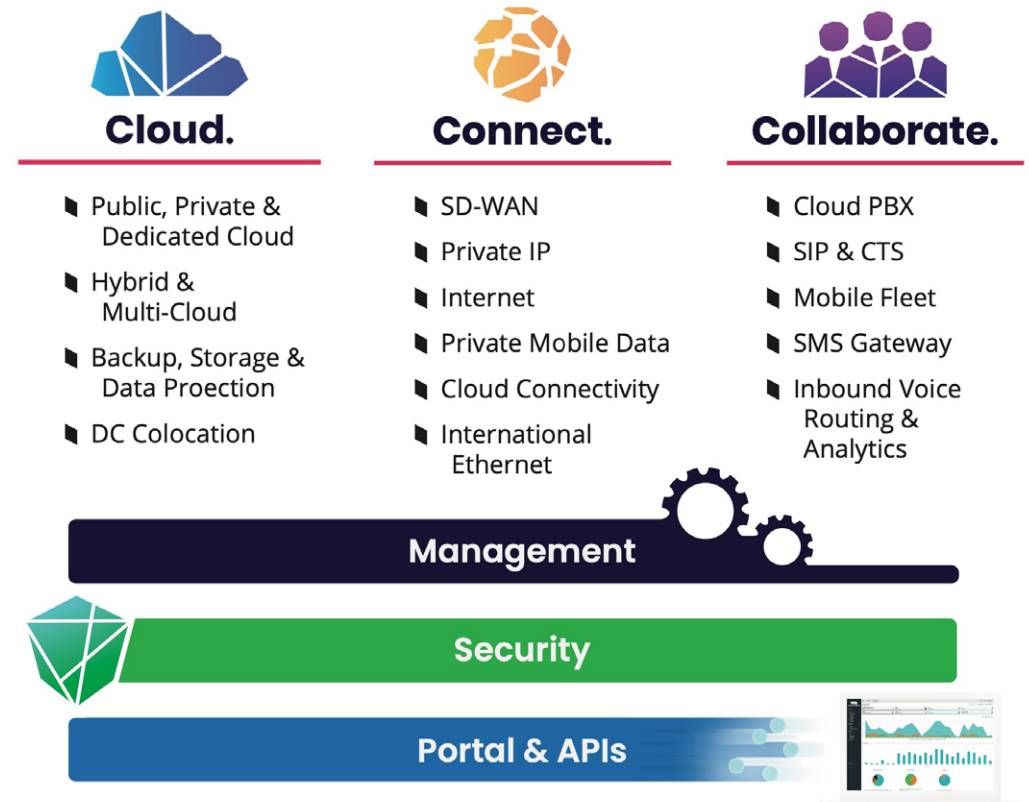 Cloud.
Public, Private &
Dedicated Cloud
Hybrid &
Multi-Cloud
Backup, Storage &
Data Proection
DC Colocation
Connect.
SD-WAN
Private IP
Internet
Private Mobile Data
Cloud Connectivity
International
Ethernet
Collaborate.
Cloud PBX
SIP & CTS
Mobile Fleet
SMS Gateway
Inbound Voice
Routing &
Analytics
Management
Security
Portal & APIs